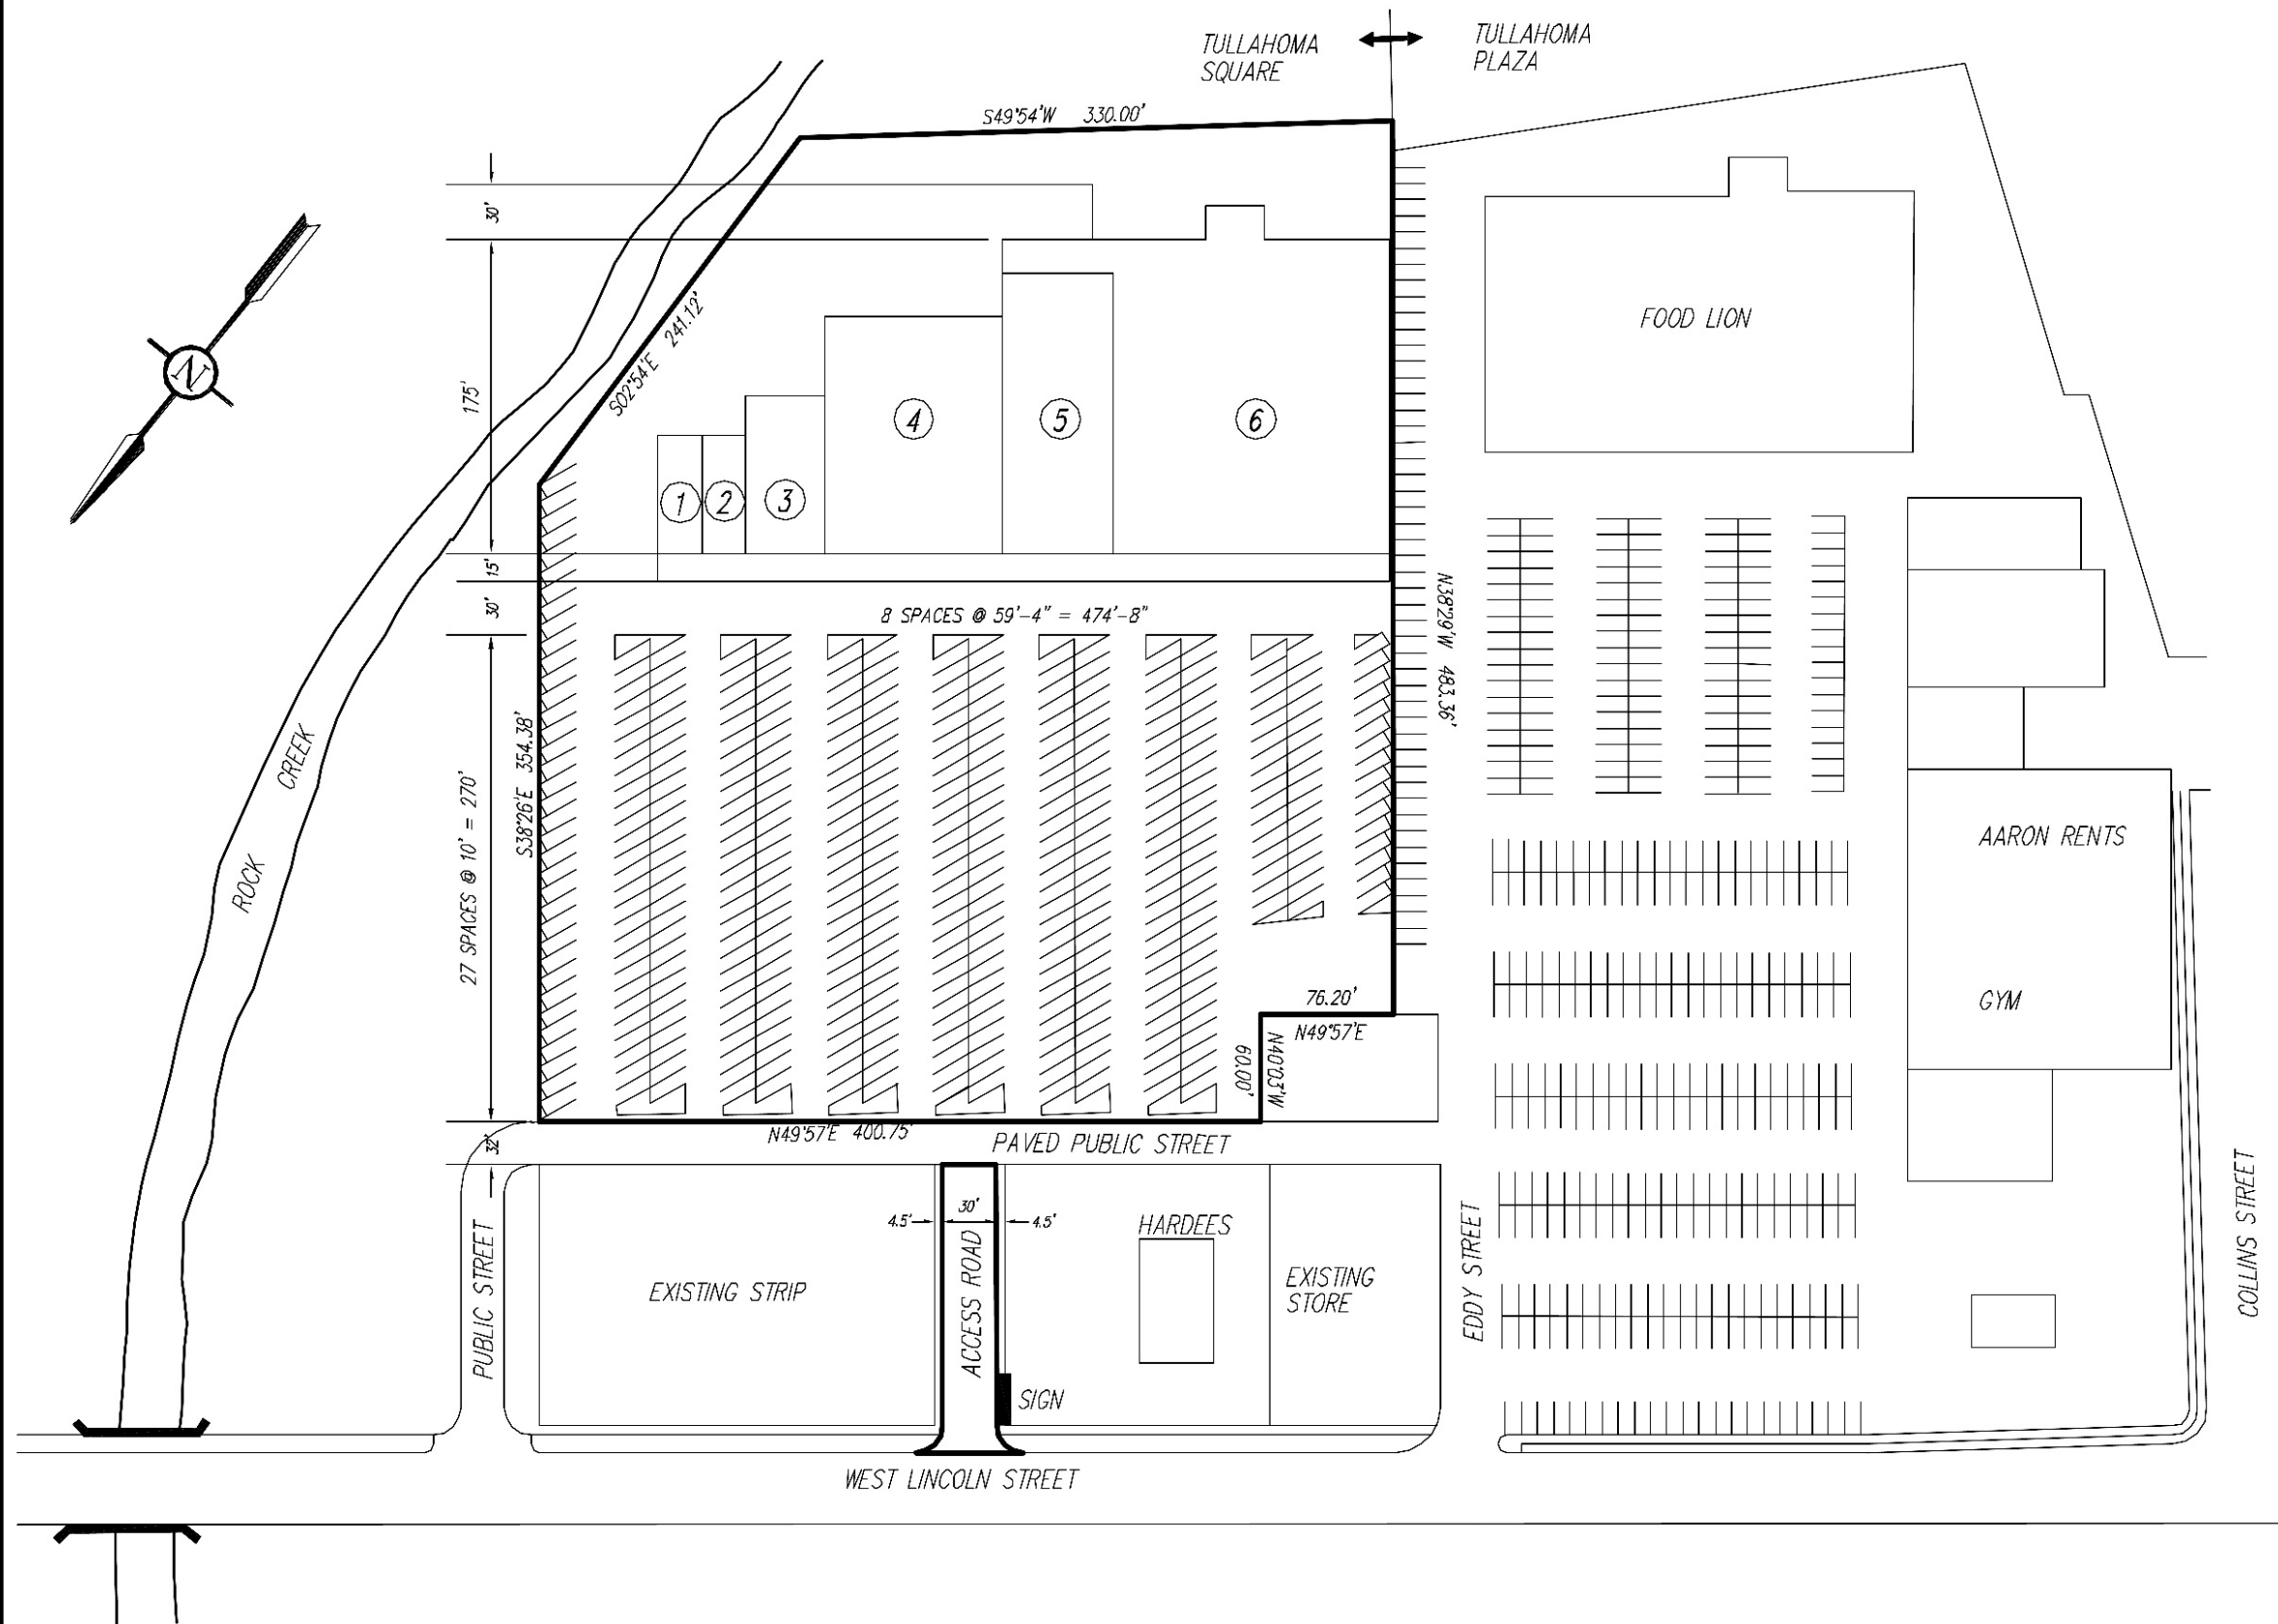 TULLAHOMA
SQUARE
TULLAHOMA
PLAZA
S49°54'W 330.00'
30'
175'
15'
30'
27 SPACES @ 10' = 270'
32'
N
S02°54'E 241.12'
FOOD LION
1
2
3
4
5
6
8 SPACES @ 59'-4" = 474'-8"
N38°29'W 483.36'
S38°26'E 354.38'
ROCK CREEK
AARON RENTS
GYM
76.20'
N49°57'E
60.00'
N40°03'W
N49°57'E 400.75'
PAVED PUBLIC STREET
PUBLIC STREET
4.5'
30'
4.5'
ACCESS ROAD
HARDEES
EXISTING STRIP
EXISTING
STORE
SIGN
EDDY STREET
COLLINS STREET
WEST LINCOLN STREET